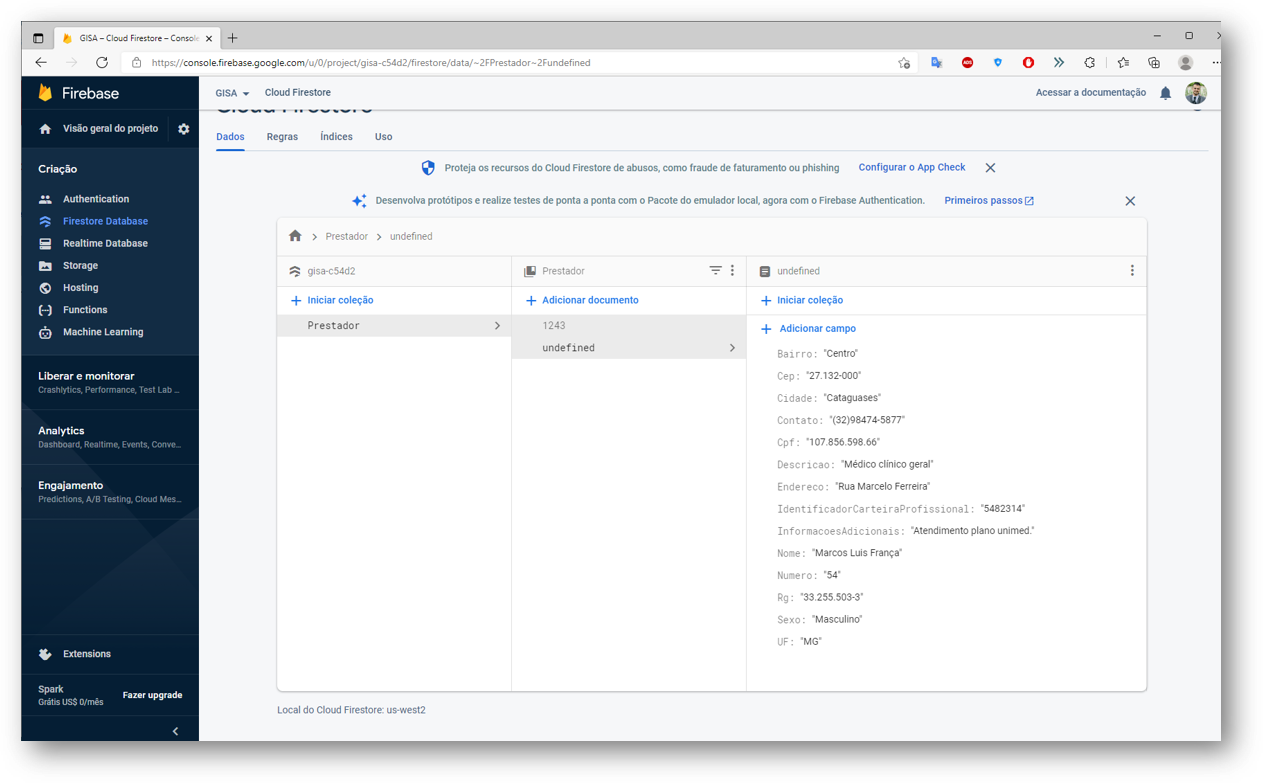 GISA – Cloud Firestore – Console
https://console.firebase.google.com/u/0/project/gisa-c54d2/firestore/data/~2FPrestador~2Fundefined
Firebase
GISA
Cloud Firestore
Acessar a documentação
Cloud Firestore
Visão geral do projeto
Dados
Regras
Índices
Uso
Criação
Proteja os recursos do Cloud Firestore de abusos, como fraude de faturamento ou phishing
Configurar o App Check
Authentication
Desenvolva protótipos e realize testes de ponta a ponta com o Pacote do emulador local, agora com o Firebase Authentication.
Primeiros passos
Firestore Database
Realtime Database
Storage
Hosting
Functions
Machine Learning
Liberar e monitorar
Crashlytics, Performance, Test Lab ...
Analytics
Dashboard, Realtime, Events, Conve...
Engajamento
Predictions, A/B Testing, Cloud Mes...
Extensions
Spark
Grátis US$ 0/mês
Fazer upgrade
Prestador
undefined
gisa-c54d2
Iniciar coleção
Prestador
Prestador
Adicionar documento
1243
undefined
undefined
Iniciar coleção
Adicionar campo
Bairro: "Centro"
Cep: "27.132-000"
Cidade: "Cataguases"
Contato: "(32)98474-5877"
Cpf: "107.856.598.66"
Descricao: "Médico clínico geral"
Endereco: "Rua Marcelo Ferreira"
IdentificadorCarteiraProfissional: "5482314"
InformacoesAdicionais: "Atendimento plano unimed."
Nome: "Marcos Luis França"
Numero: "54"
Rg: "33.255.503-3"
Sexo: "Masculino"
UF: "MG"
Local do Cloud Firestore: us-west2